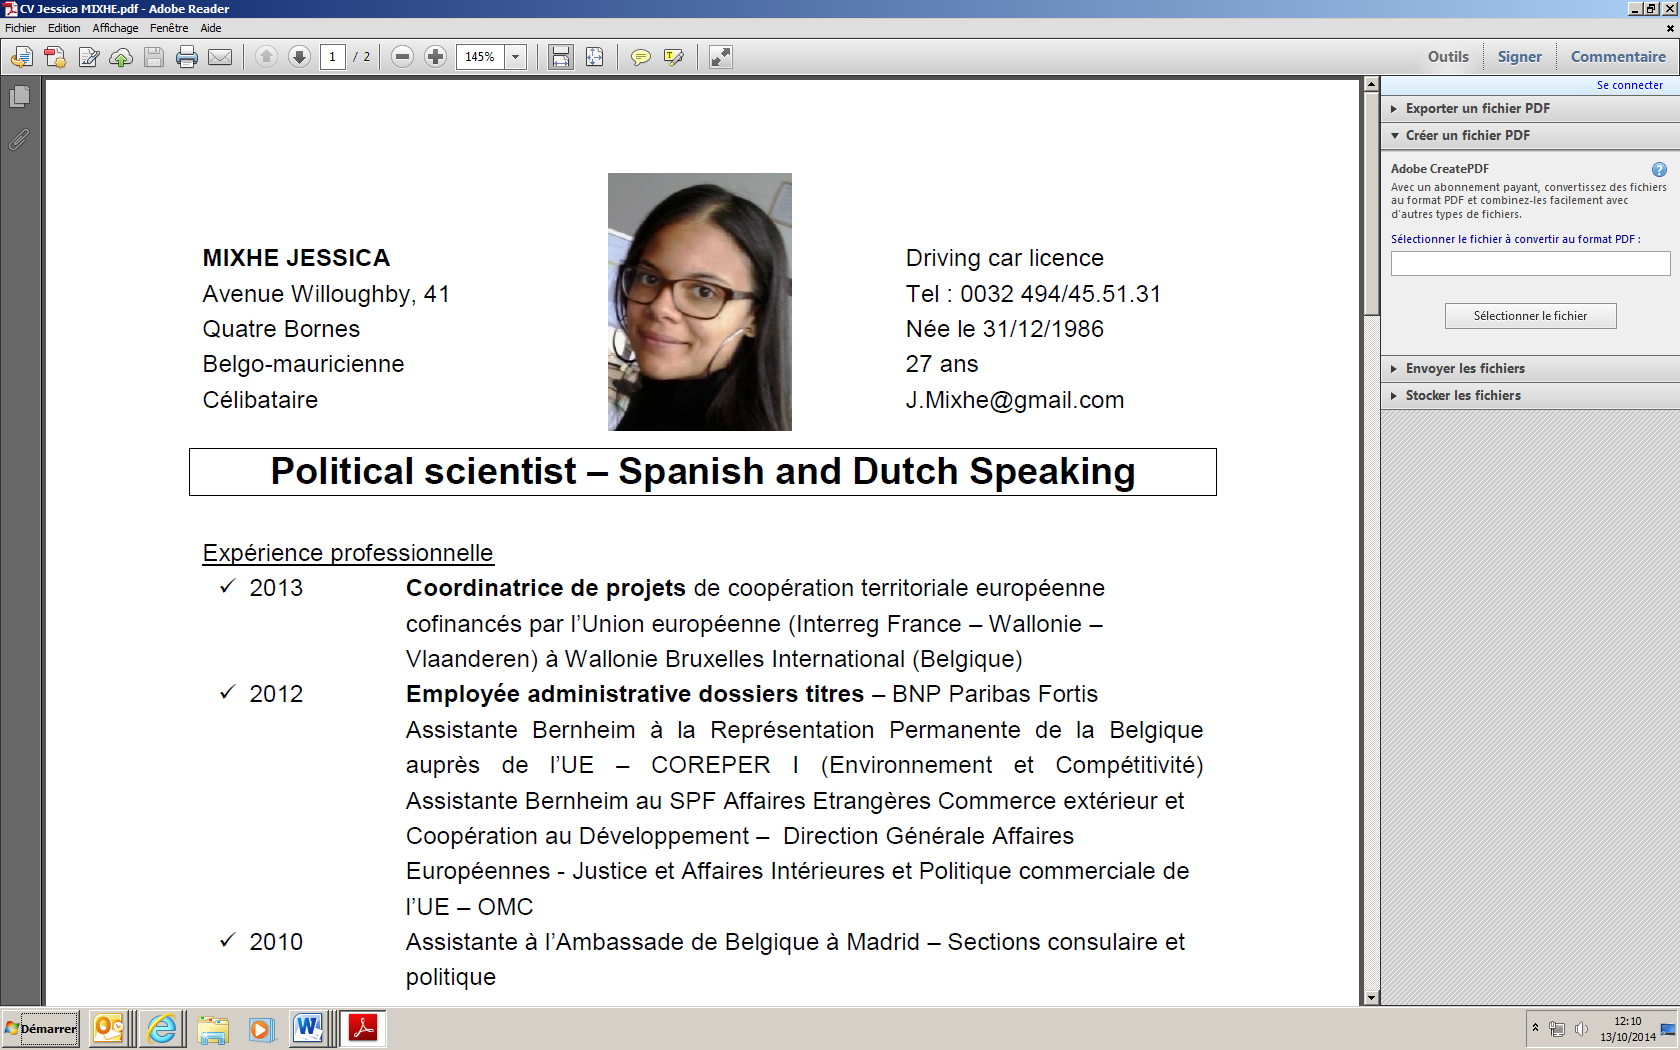 CV Jessica MIXHE.pdf - Adobe Reader
Fichier Edition Affichage Fenêtre Aide
1 / 2 145% Outils Signer Commentaire
Se connecter
Exporter un fichier PDF
Créer un fichier PDF
Adobe CreatePDF
Avec un abonnement payant, convertissez des fichiers
au format PDF et combinez-les facilement avec
d'autres types de fichiers.
Sélectionner le fichier à convertir au format PDF :
Sélectionner le fichier
Envoyer les fichiers
Stocker les fichiers
MIXHE JESSICA
Avenue Willoughby, 41
Quatre Bornes
Belgo-mauricienne
Célibataire
Driving car licence
Tel : 0032 494/45.51.31
Née le 31/12/1986
27 ans
J.Mixhe@gmail.com
Political scientist – Spanish and Dutch Speaking
Expérience professionnelle
✓ 2013 Coordinatrice de projets de coopération territoriale européenne
cofinancés par l'Union européenne (Interreg France – Wallonie –
Vlaanderen) à Wallonie Bruxelles International (Belgique)
✓ 2012 Employée administrative dossiers titres – BNP Paribas Fortis
Assistante Bernheim à la Représentation Permanente de la Belgique
auprès de l'UE – COREPER I (Environnement et Compétitivité)
Assistante Bernheim au SPF Affaires Etrangères Commerce extérieur et
Coopération au Développement – Direction Générale Affaires
Européennes - Justice et Affaires Intérieures et Politique commerciale de
l'UE – OMC
✓ 2010 Assistante à l'Ambassade de Belgique à Madrid – Sections consulaire et
politique
Démarrer
12:10
13/10/2014